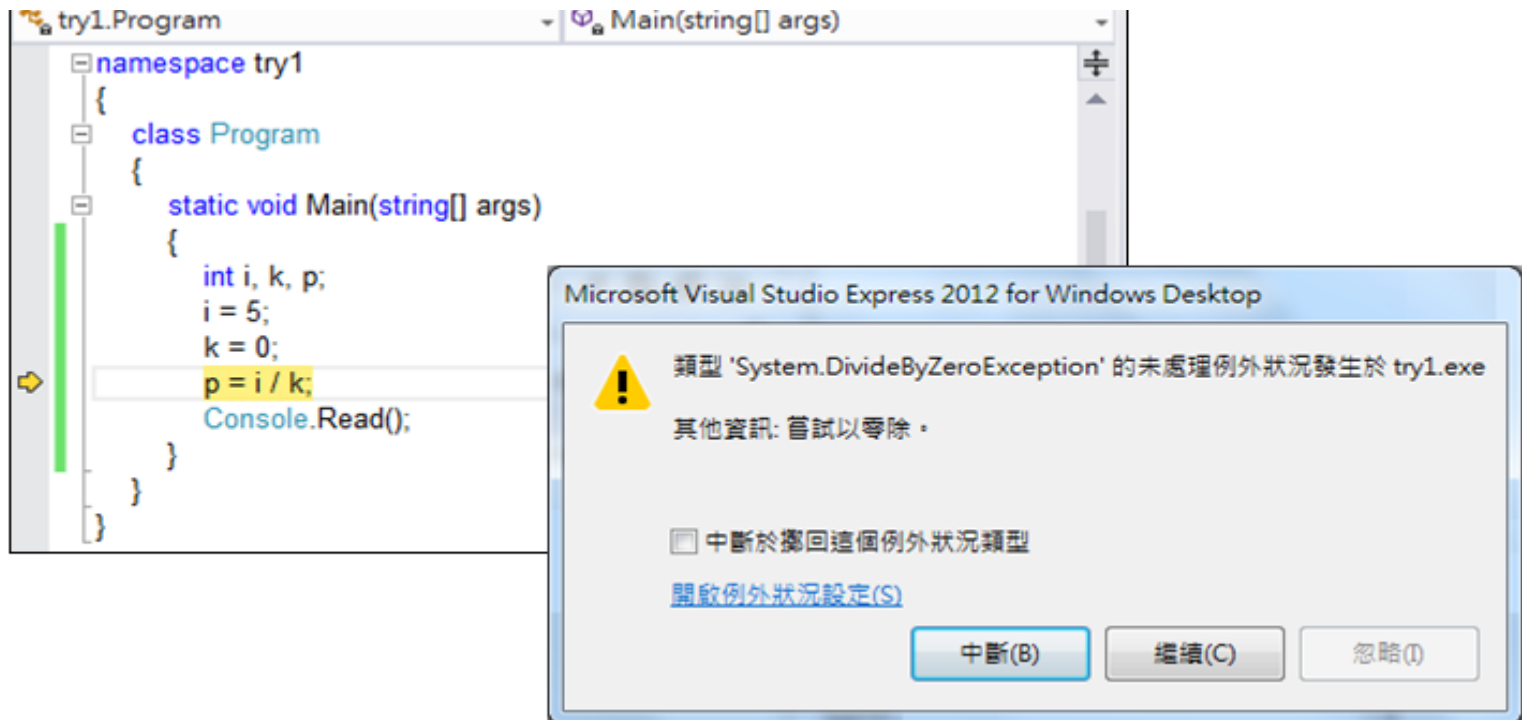 try1.Program
Main(string[] args)
namespace try1
{
class Program
{
static void Main(string[] args)
{
int i, k, p;
i = 5;
k = 0;
p = i / k;
Console.Read();
}
}
}
Microsoft Visual Studio Express 2012 for Windows Desktop
類型 'System.DivideByZeroException' 的未處理例外狀況發生於 try1.exe
其他資訊: 嘗試以零除。
中斷於擲回這個例外狀況類型
開啟例外狀況設定(S)
中斷(B)
繼續(C)
忽略(I)